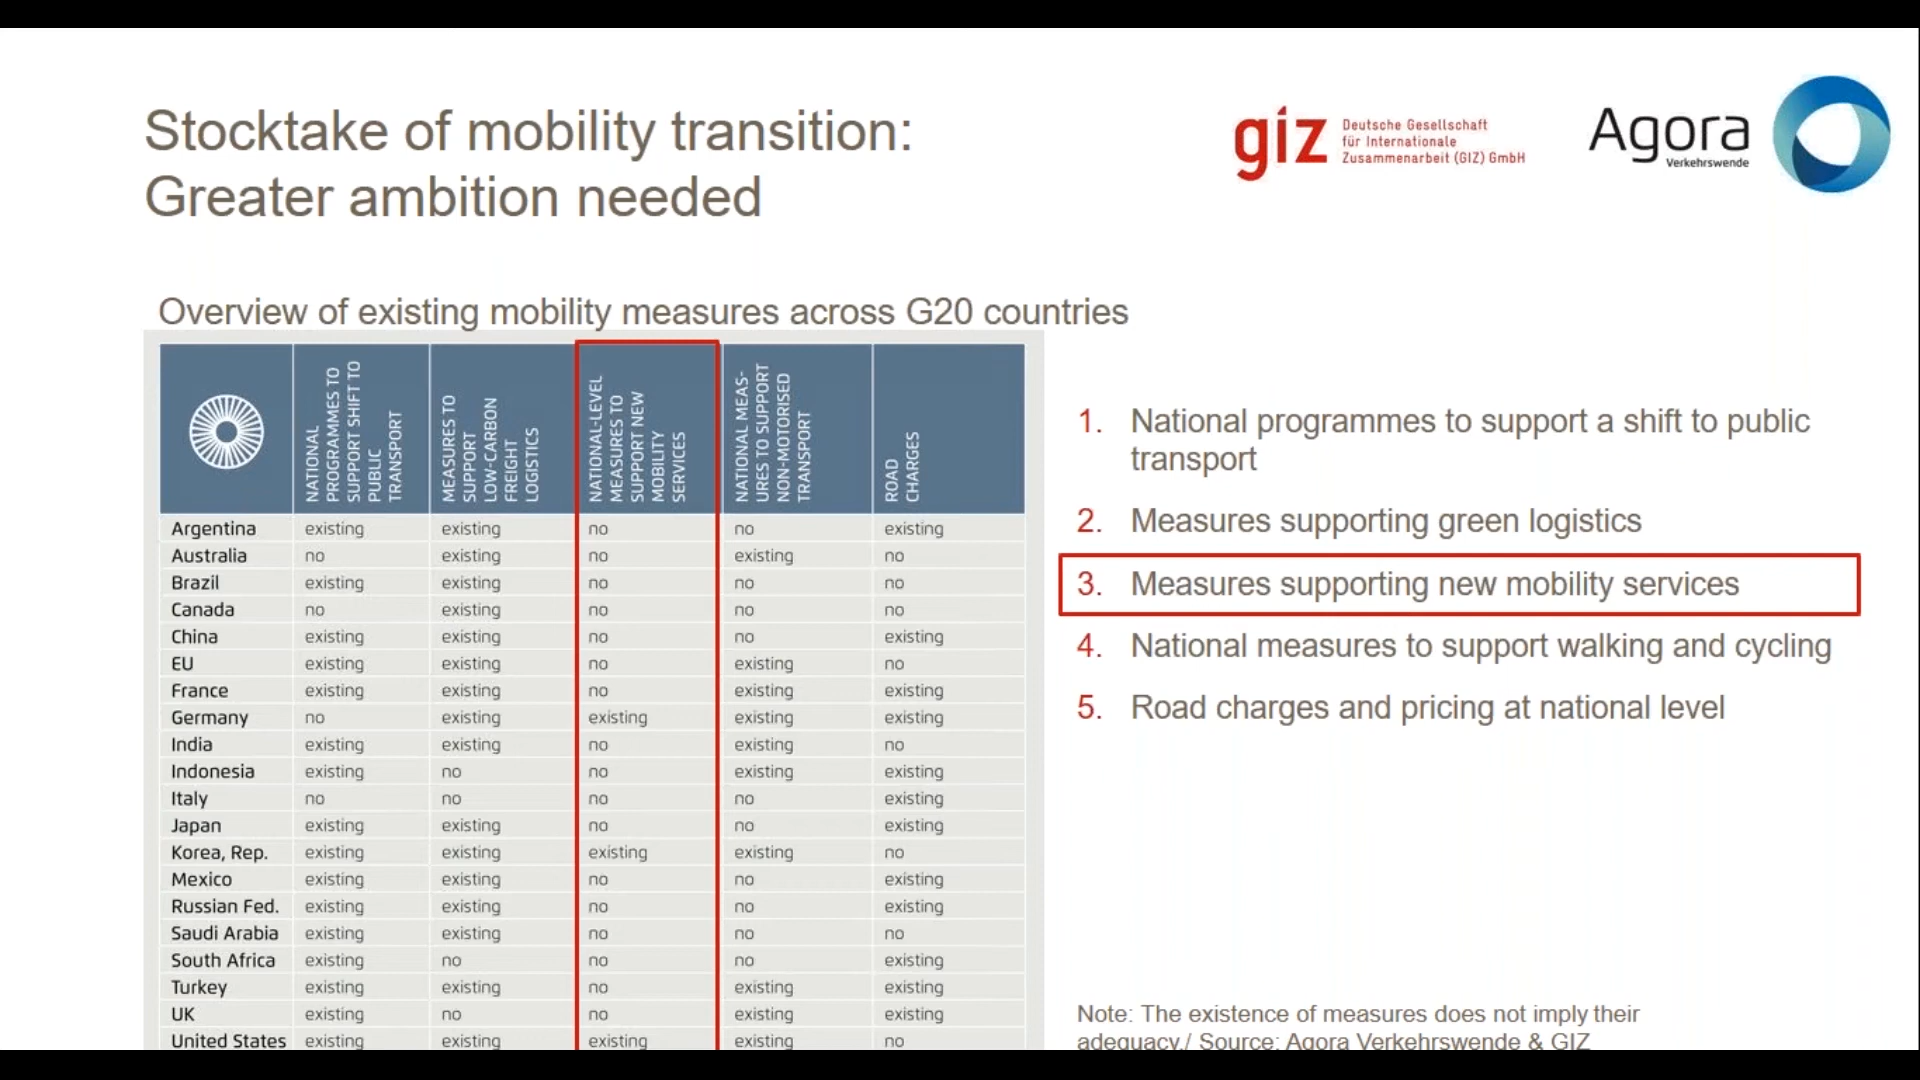 Stocktake of mobility transition:
Greater ambition needed
giz Deutsche Gesellschaft
für Internationale
Zusammenarbeit (GIZ) GmbH
Agora
Verkehrswende
Overview of existing mobility measures across G20 countries
NATIONAL
PROGRAMMES TO
SUPPORT SHIFT TO
PUBLIC
TRANSPORT
MEASURES TO
SUPPORT
LOW-CARBON
FREIGHT
LOGISTICS
NATIONAL-LEVEL
MEASURES TO
SUPPORT NEW
MOBILITY
SERVICES
NATIONAL MEAS-
URES TO SUPPORT
NON-MOTORISED
TRANSPORT
ROAD
CHARGES
Argentina existing existing no no existing
Australia no existing no existing no
Brazil existing existing no no no
Canada no existing no no no
China existing existing no no existing
EU existing existing no existing no
France existing existing no existing existing
Germany no existing existing existing existing
India existing existing no existing no
Indonesia existing no no existing existing
Italy no no no no existing
Japan existing existing no no existing
Korea, Rep. existing existing existing existing no
Mexico existing existing no no existing
Russian Fed. existing existing no no existing
Saudi Arabia existing existing no no no
South Africa existing no no no existing
Turkey existing existing no existing existing
UK existing no no existing existing
United States existing existing existing existing no
1. National programmes to support a shift to public
transport
2. Measures supporting green logistics
3. Measures supporting new mobility services
4. National measures to support walking and cycling
5. Road charges and pricing at national level
Note: The existence of measures does not imply their
adequacy./ Source: Agora Verkehrswende & GIZ